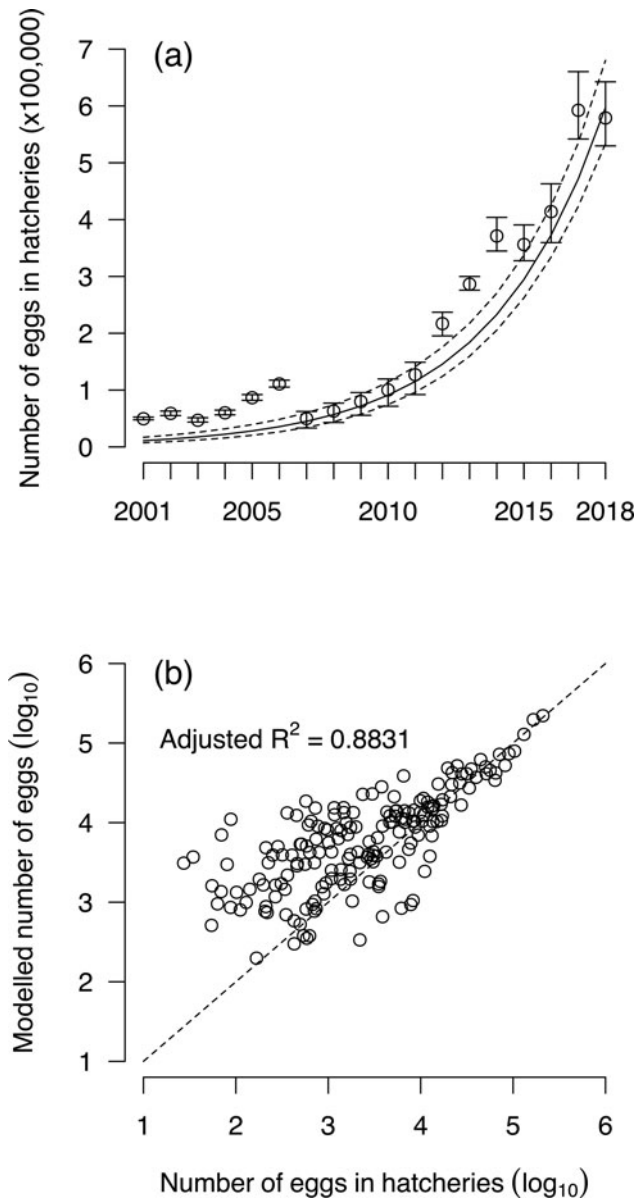 (a)
Number of eggs in hatcheries (x100,000)
7
6
5
4
3
2
1
0
2001 2005 2010 2015 2018
(b)
Adjusted R² = 0.8831
Modelled number of eggs (log₁₀)
6
5
4
3
2
1
1 2 3 4 5 6
Number of eggs in hatcheries (log₁₀)